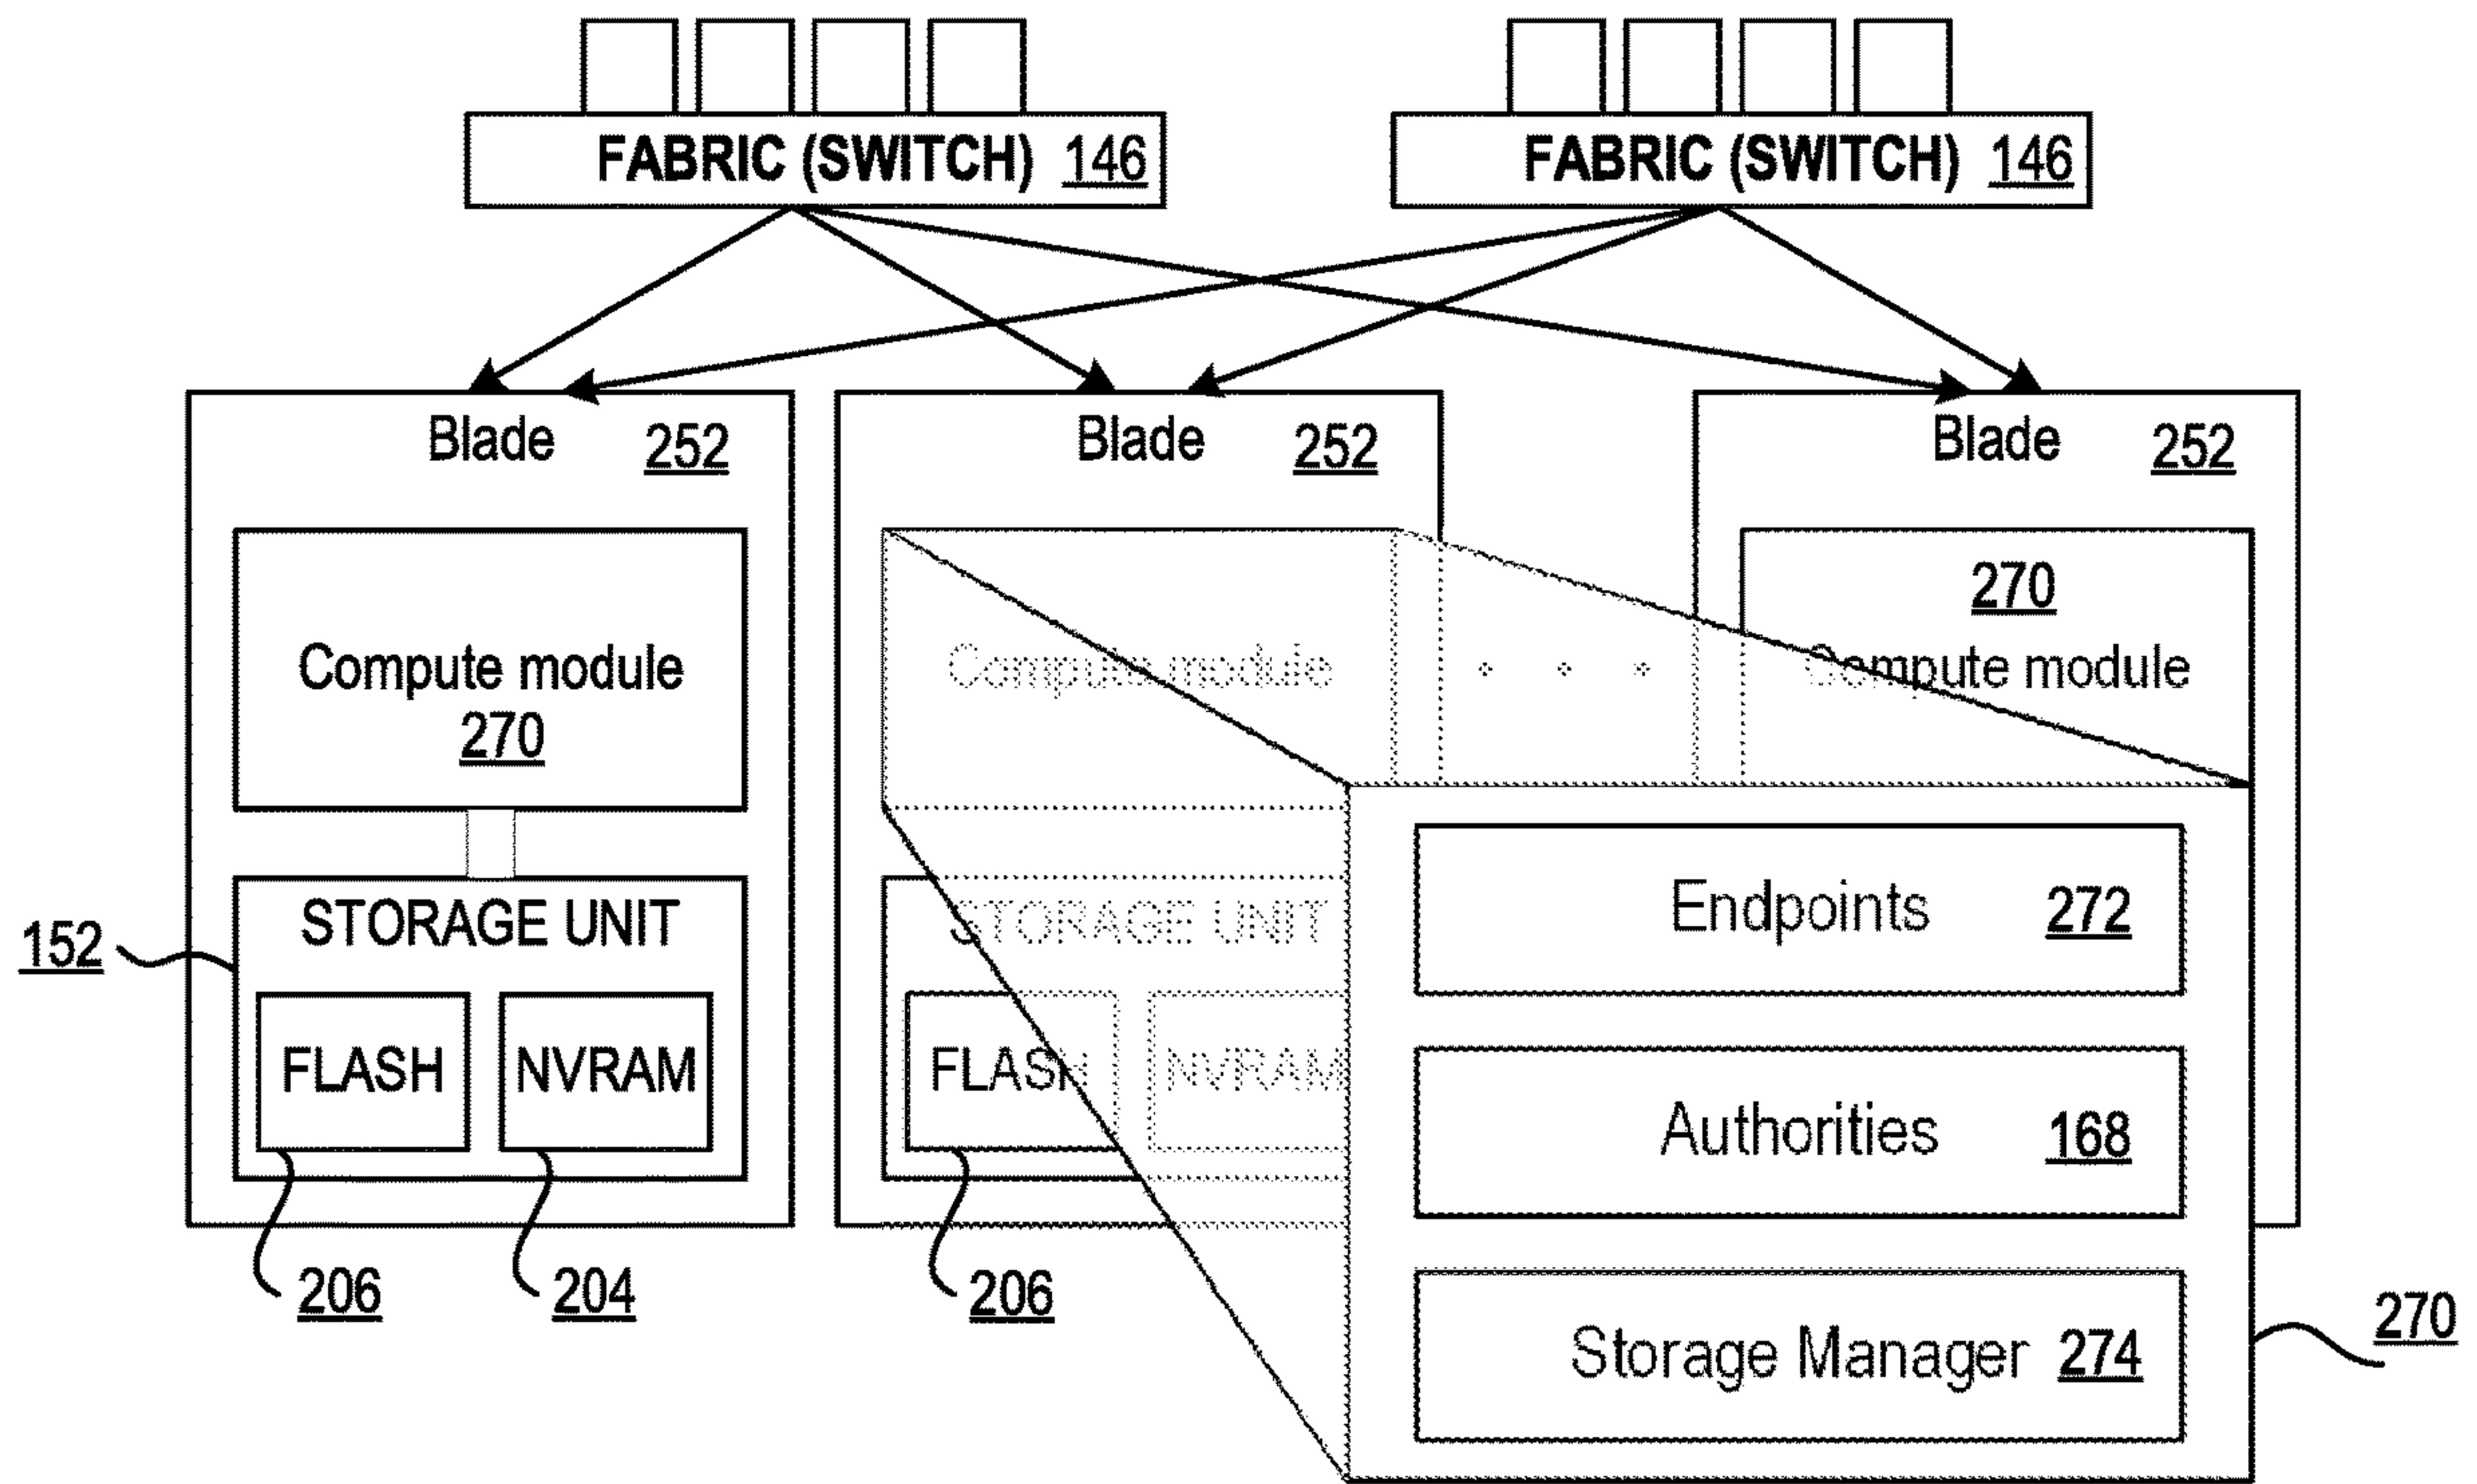 FABRIC (SWITCH) 146
FABRIC (SWITCH) 146
Blade 252
Blade 252
Blade 252
Compute module
270
Compute module
. . .
270
Compute module
152
STORAGE UNIT
FLASH
NVRAM
206
204
STORAGE UNIT
FLASH
NVRAM
206
Endpoints 272
Authorities 168
Storage Manager 274
270